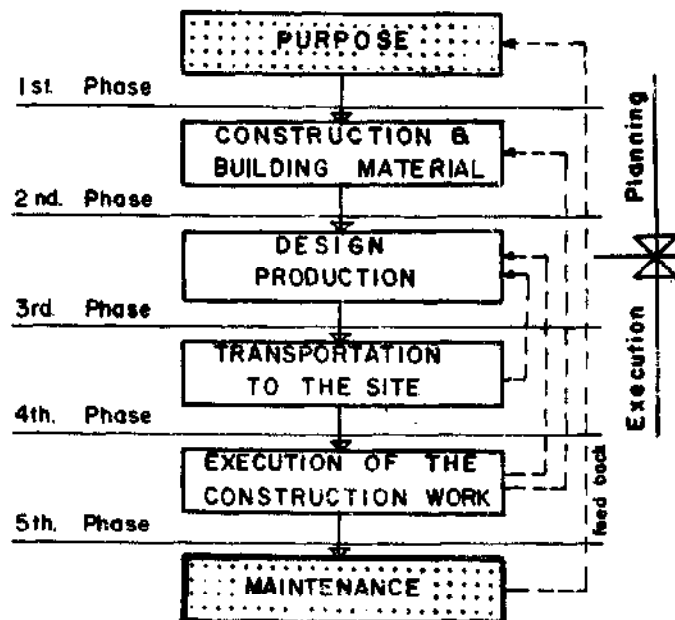 PURPOSE
1st. Phase
CONSTRUCTION &
BUILDING MATERIAL
2nd. Phase
DESIGN
PRODUCTION
3rd. Phase
TRANSPORTATION
TO THE SITE
4th. Phase
EXECUTION OF THE
CONSTRUCTION WORK
5th. Phase
MAINTENANCE
feed back
Planning
Execution